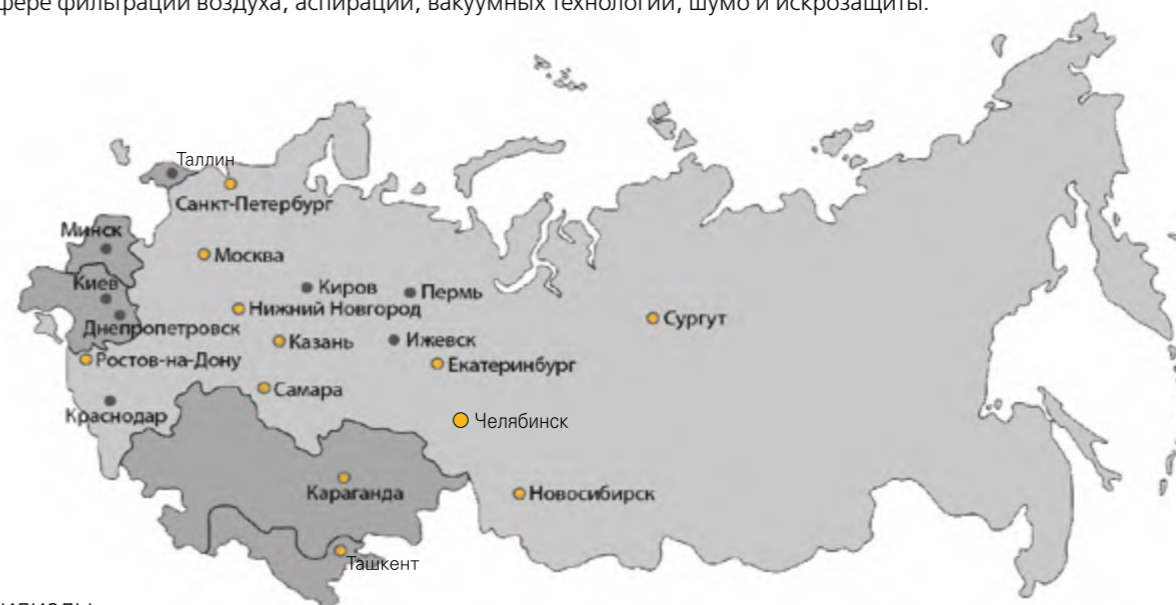 сфере фильтрации воздуха, аспирации, вакуумных технологий, шумо и искрозащиты.
Таллин
Санкт-Петербург
Минск
Москва
Киев
Киров
Пермь
Нижний Новгород
Днепропетровск
Сургут
Казань
Ижевск
Ростов-на-Дону
Екатеринбург
Самара
Краснодар
Челябинск
Караганда
Новосибирск
Ташкент